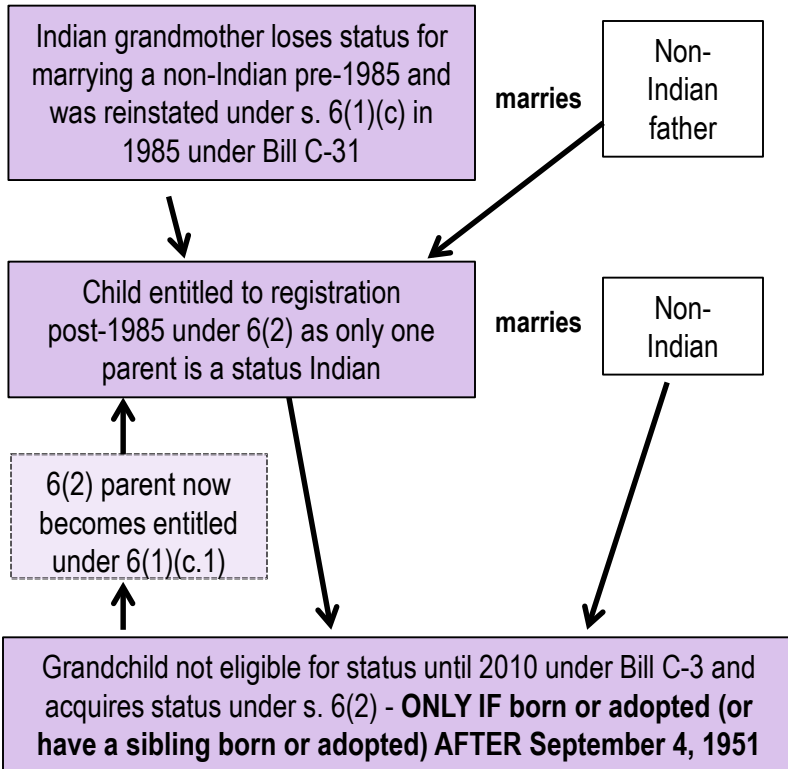 Indian grandmother loses status for
marrying a non-Indian pre-1985 and
was reinstated under s. 6(1)(c) in
1985 under Bill C-31
marries
Non-
Indian
father
Child entitled to registration
post-1985 under 6(2) as only one
parent is a status Indian
marries
Non-
Indian
6(2) parent now
becomes entitled
under 6(1)(c.1)
Grandchild not eligible for status until 2010 under Bill C-3 and
acquires status under s. 6(2) - ONLY IF born or adopted (or
have a sibling born or adopted) AFTER September 4, 1951